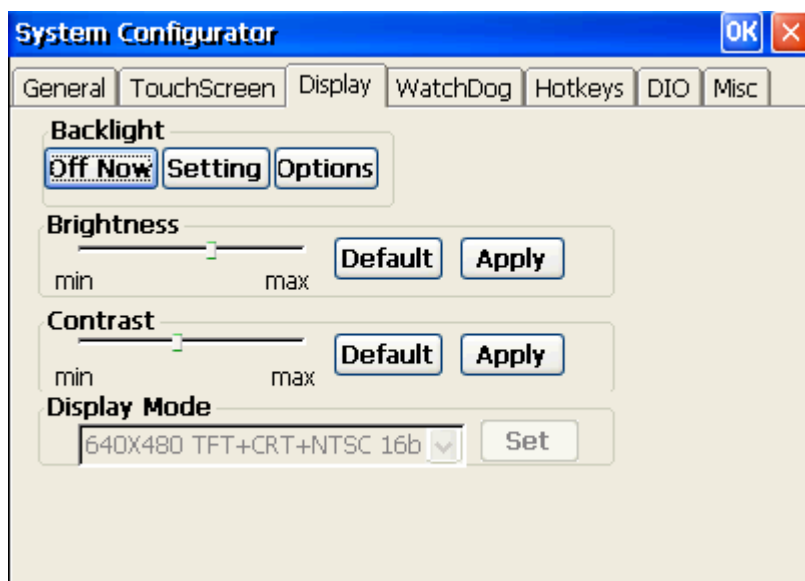 System Configurator OK
General TouchScreen Display WatchDog Hotkeys DIO Misc
Backlight
Off Now Setting Options
Brightness
min max Default Apply
Contrast
min max Default Apply
Display Mode
640X480 TFT+CRT+NTSC 16b Set